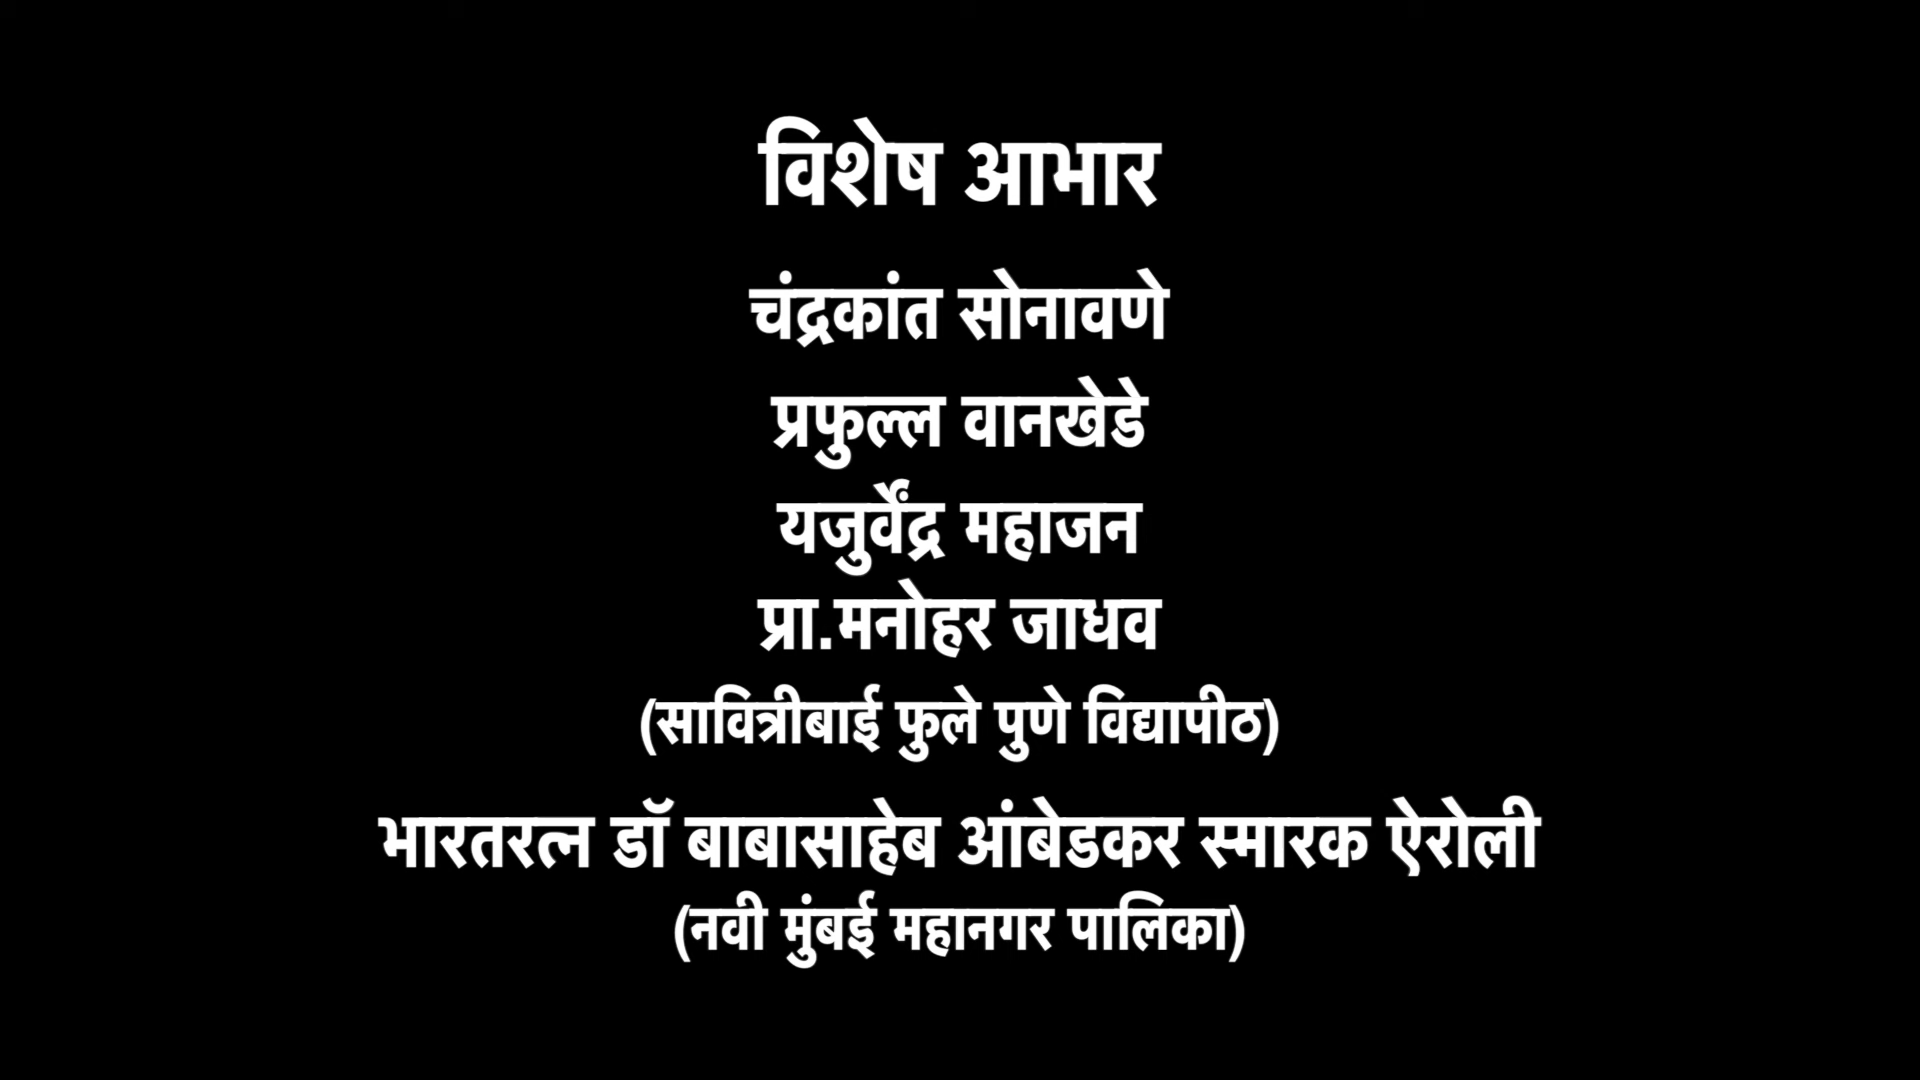 विशेष आभार
चंद्रकांत सोनावणे
प्रफुल्ल वानखेडे
यजुर्वेंद्र महाजन
प्रा.मनोहर जाधव
(सावित्रीबाई फुले पुणे विद्यापीठ)
भारतरत्न डॉ बाबासाहेब आंबेडकर स्मारक ऐरोली
(नवी मुंबई महानगर पालिका)